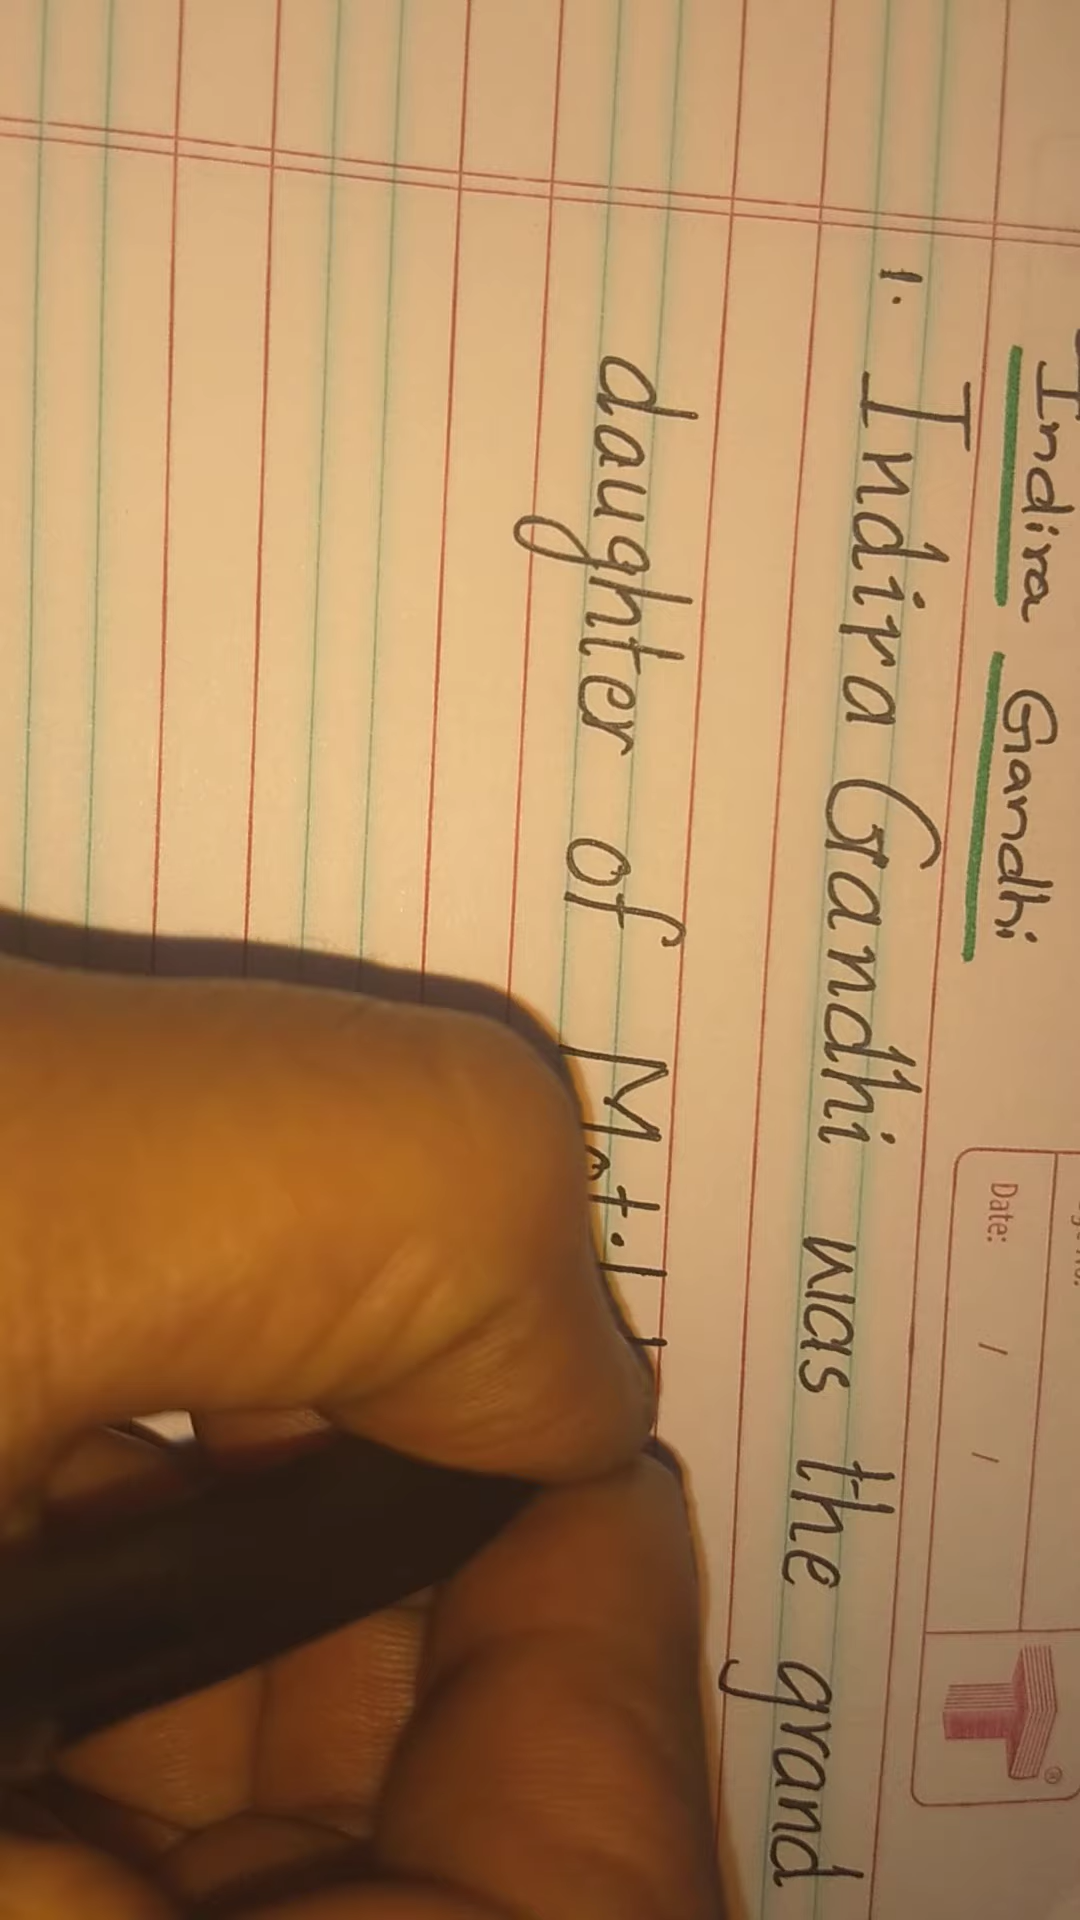 Indira Gandhi
Date: / /
1. Indira Gandhi was the grand
daughter of